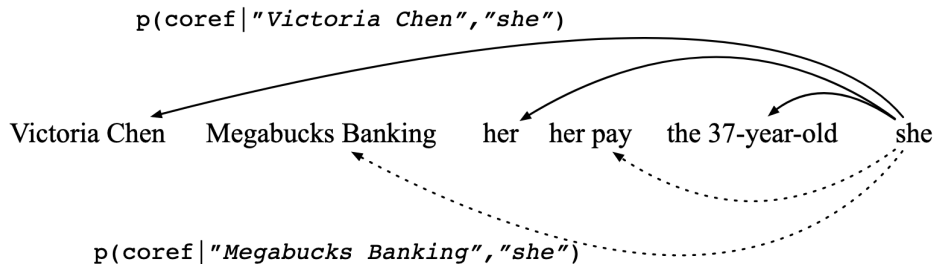 p(coref|"Victoria Chen","she")
Victoria Chen Megabucks Banking her her pay the 37-year-old she
p(coref|"Megabucks Banking","she")